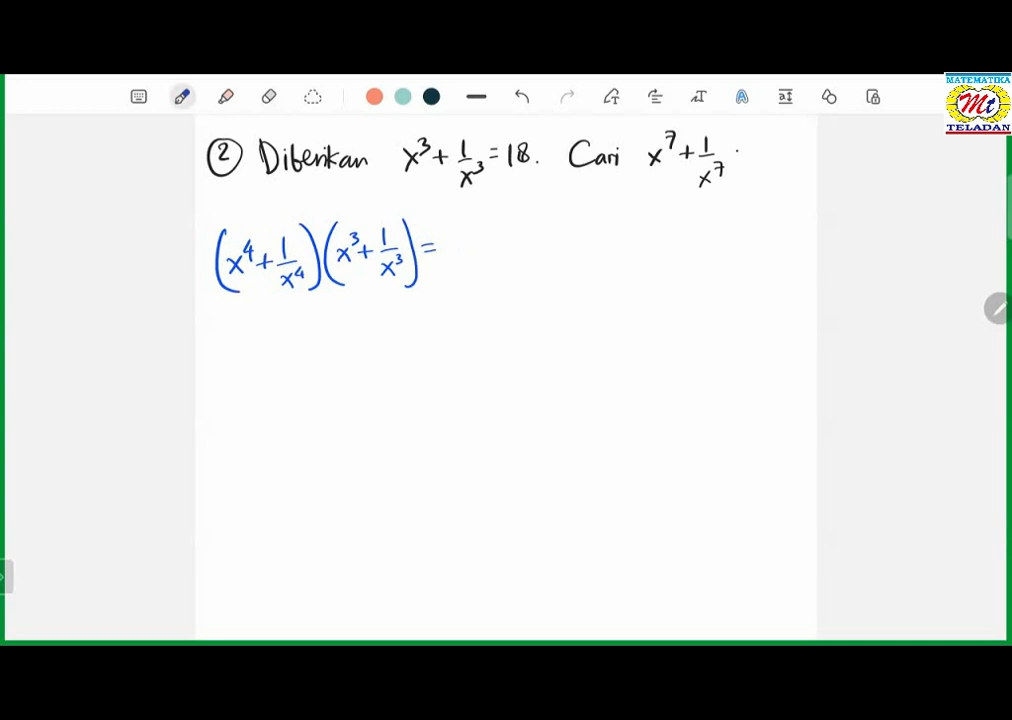 MATEMATIKA
Mt
TELADAN
② Diberikan x³ + 1/x³ = 18. Cari x⁷ + 1/x⁷.
(x⁴ + 1/x⁴)(x³ + 1/x³) =